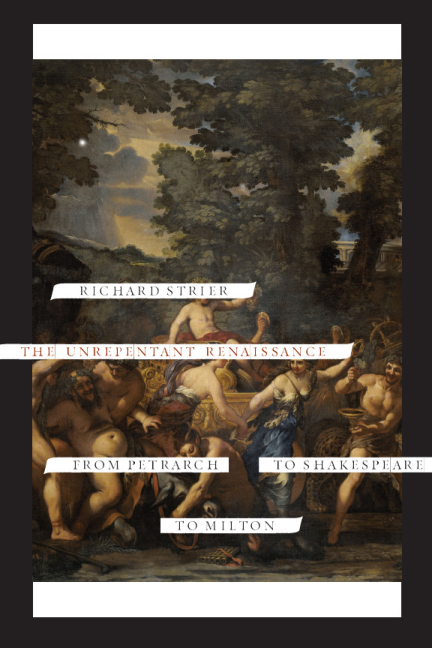 RICHARD STRIER
THE UNREPENTANT RENAISSANCE
FROM PETRARCH TO SHAKESPEARE
TO MILTON